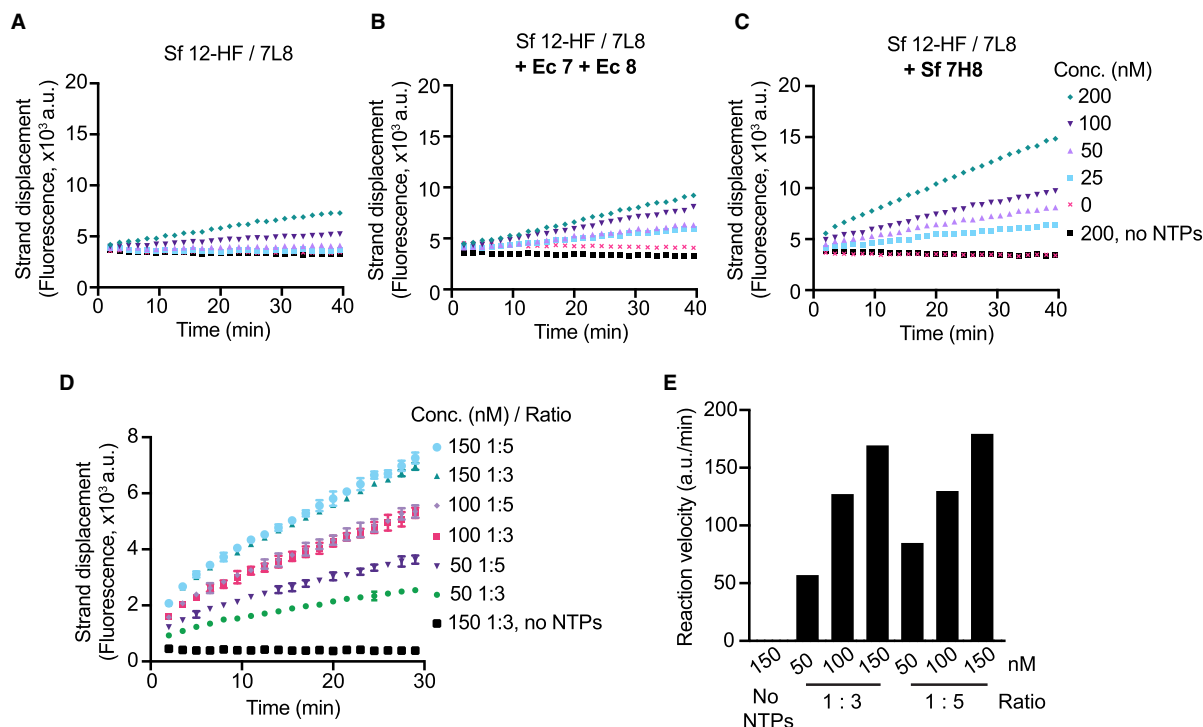 A
Sf 12-HF / 7L8
20
15
10
5
0
0
10
20
30
40
Strand displacement
(Fluorescence, x10³ a.u.)
Time (min)
B
Sf 12-HF / 7L8
+ Ec 7 + Ec 8
20
15
10
5
0
0
10
20
30
40
Strand displacement
(Fluorescence, x10³ a.u.)
Time (min)
C
Sf 12-HF / 7L8
+ Sf 7H8
20
15
10
5
0
0
10
20
30
40
Strand displacement
(Fluorescence, x10³ a.u.)
Time (min)
Conc. (nM)
200
100
50
25
0
200, no NTPs
D
8
6
4
2
0
0
10
20
30
Strand displacement
(Fluorescence, x10³ a.u.)
Time (min)
Conc. (nM) / Ratio
150 1:5
150 1:3
100 1:5
100 1:3
50 1:5
50 1:3
150 1:3, no NTPs
E
200
150
100
50
0
Reaction velocity (a.u./min)
150 50 100 150 50 100 150 nM
No
NTPs
1 : 3
1 : 5
Ratio